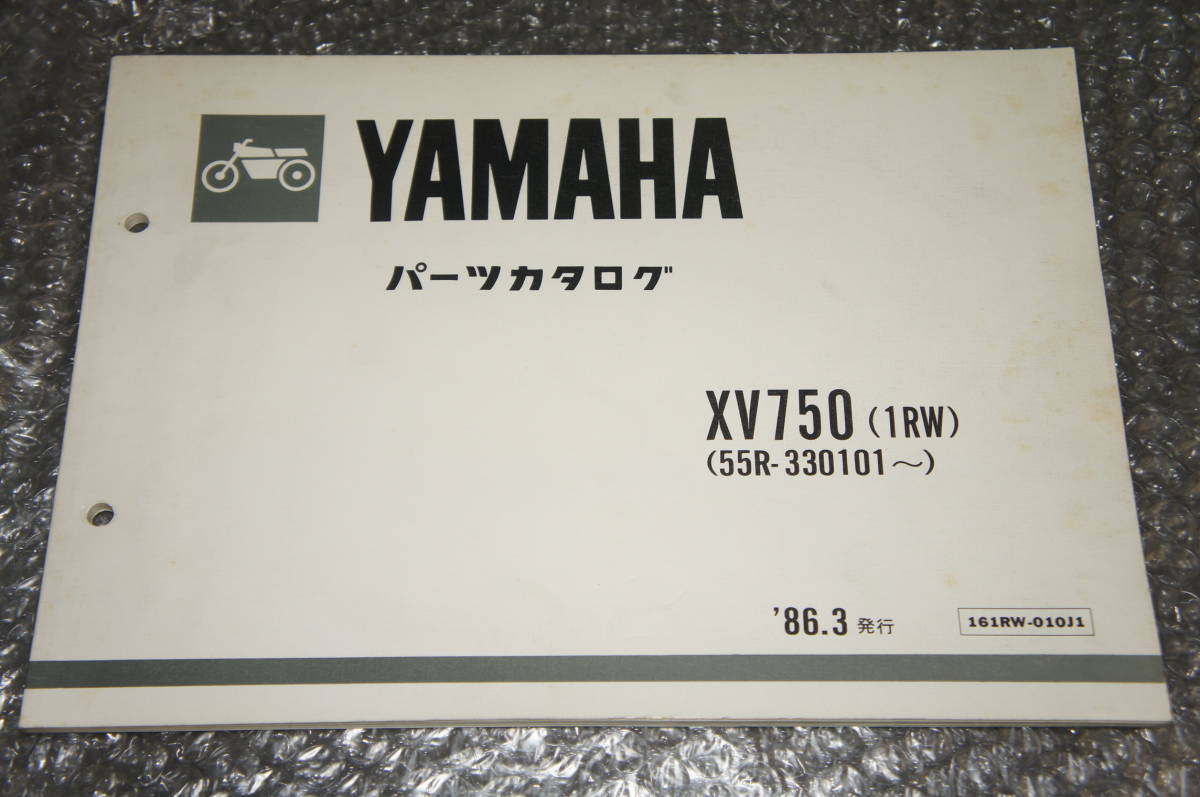 YAMAHA
パーツカタログ
XV750 (1RW)
(55R-330101〜)
'86.3 発行
161RW-010J1